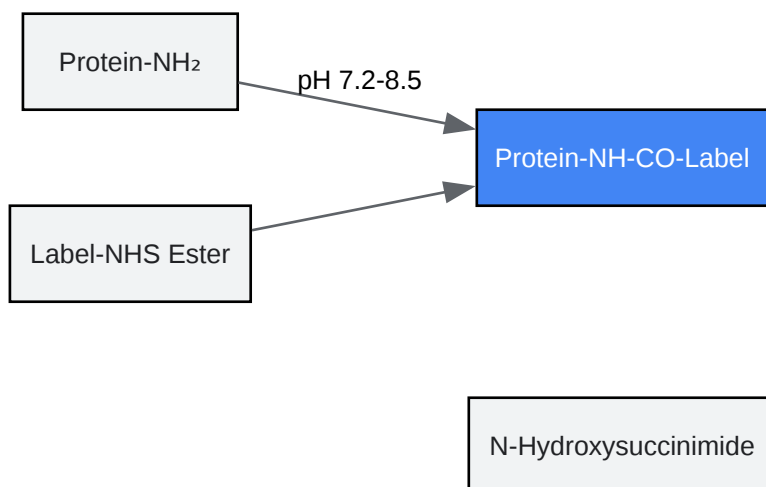 Protein-NH₂
pH 7.2-8.5
Protein-NH-CO-Label
Label-NHS Ester
N-Hydroxysuccinimide